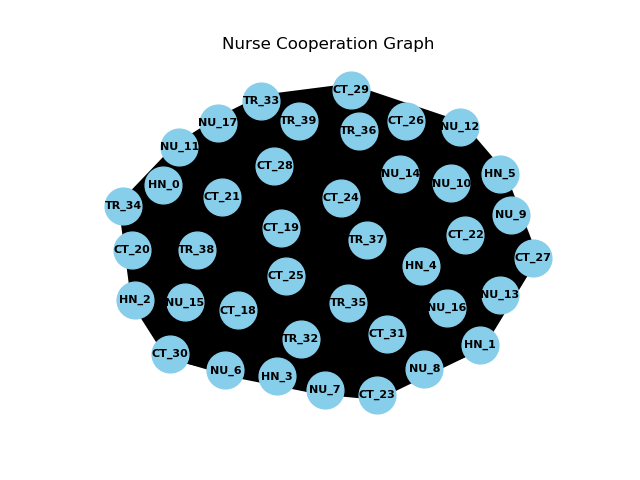 Nurse Cooperation Graph
CT_29
TR_33
TR_39
CT_26
NU_17
NU_12
TR_36
NU_11
CT_28
NU_14
HN_5
HN_0
NU_10
CT_21
CT_24
TR_34
NU_9
CT_19
CT_22
TR_37
CT_20
TR_38
CT_27
HN_4
CT_25
NU_13
HN_2
NU_15
TR_35
NU_16
CT_18
CT_31
TR_32
HN_1
CT_30
NU_8
NU_6
HN_3
NU_7
CT_23